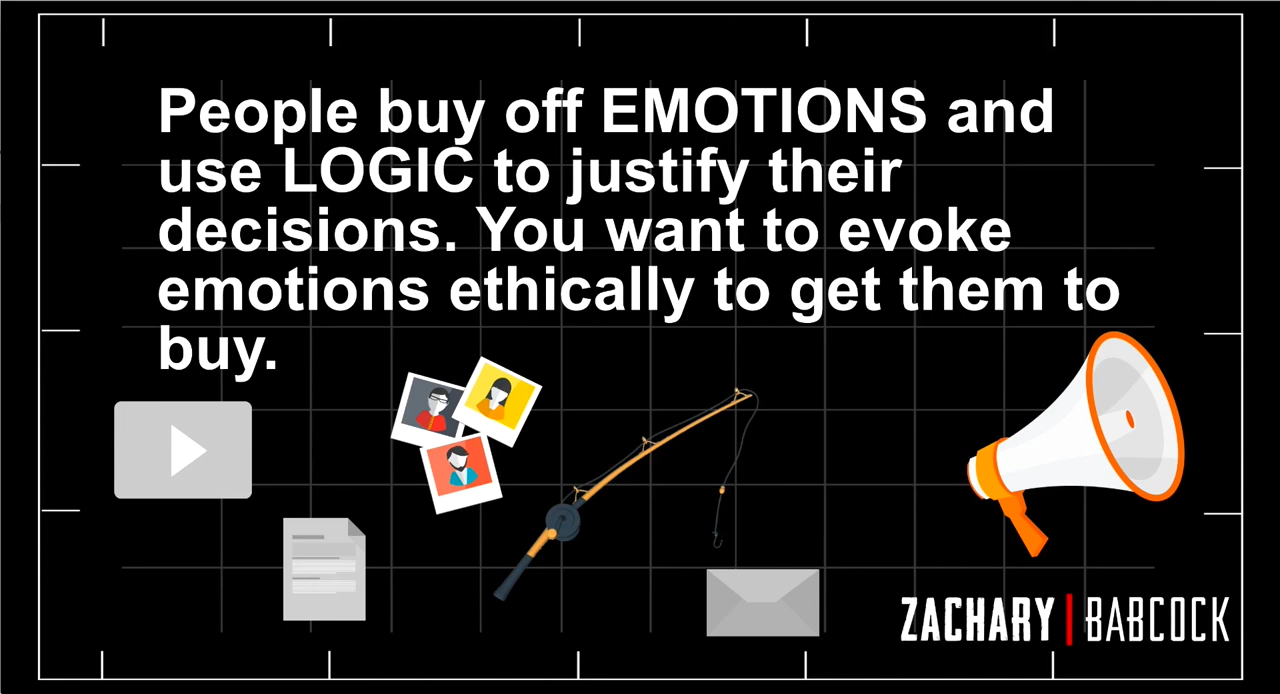 People buy off EMOTIONS and
use LOGIC to justify their
decisions. You want to evoke
emotions ethically to get them to
buy.
ZACHARY | BABCOCK